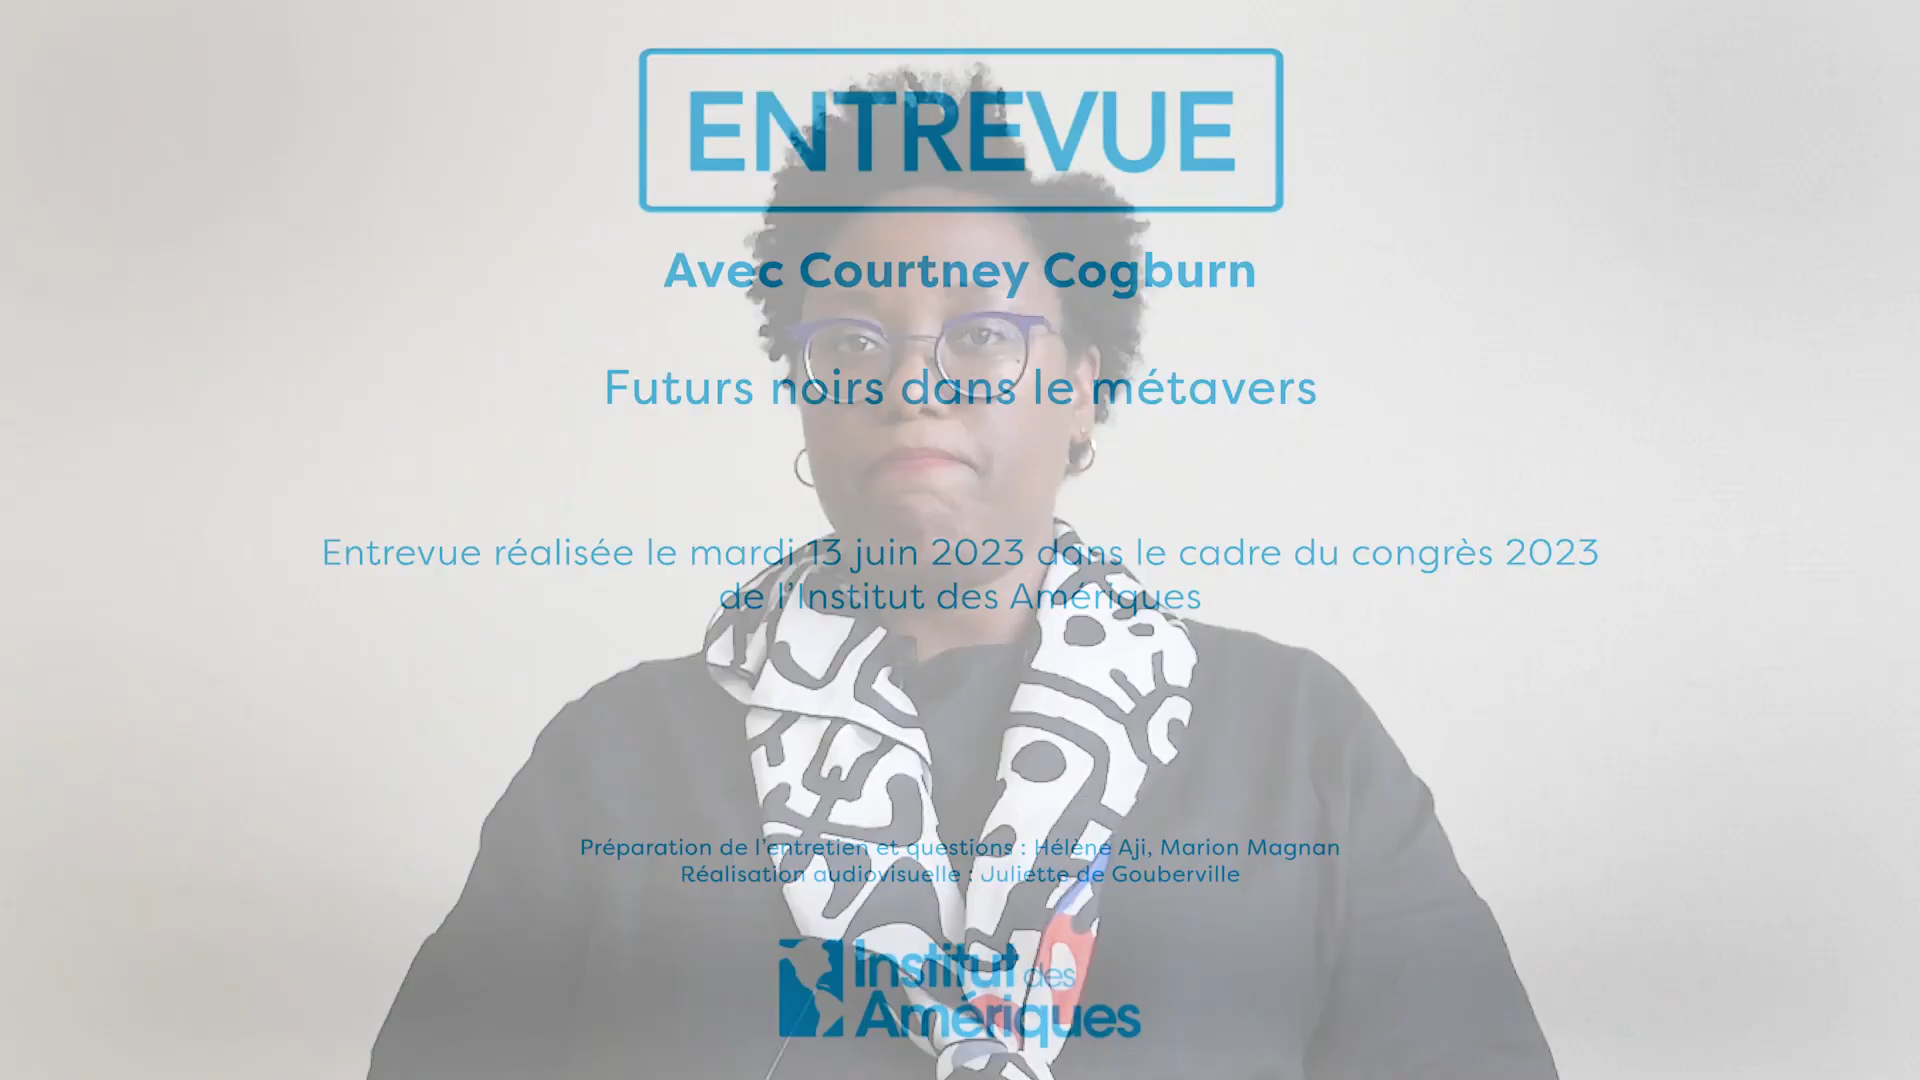 ENTREVUE
Avec Courtney Cogburn
Futurs noirs dans le métavers
Entrevue réalisée le mardi 13 juin 2023 dans le cadre du congrès 2023
de l'Institut des Amériques
Préparation de l'entretien et questions : Hélène Aji, Marion Magnan
Réalisation audiovisuelle : Juliette de Gouberville
Institut des
Amériques